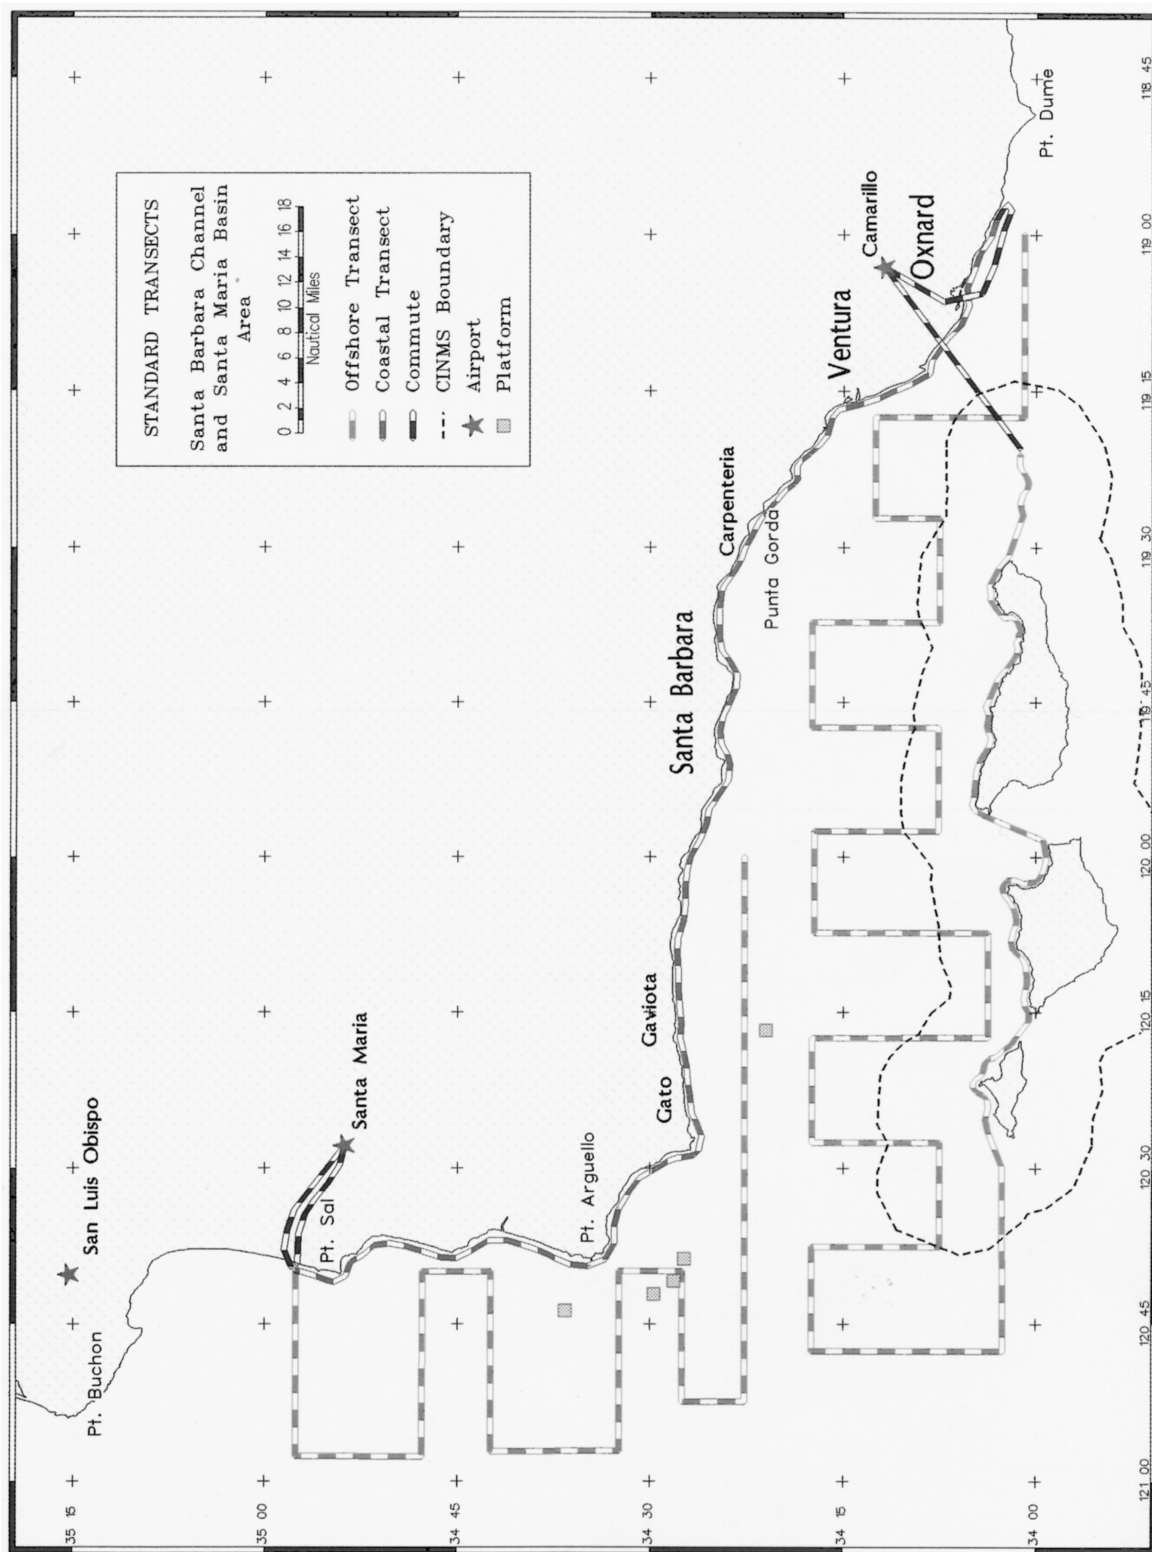 STANDARD TRANSECTS
Santa Barbara Channel
and Santa Maria Basin
Area
0 2 4 6 8 10 12 14 16 18
Nautical Miles
Offshore Transect
Coastal Transect
Commute
CINMS Boundary
Airport
Platform
San Luis Obispo
Pt. Buchon
Santa Maria
Pt. Sal
Pt. Arguello
Gato
Gaviota
Santa Barbara
Carpenteria
Punta Gorda
Ventura
Camarillo
Oxnard
Pt. Dume
35 15
35 00
34 45
34 30
34 15
34 00
121 00
120 45
120 30
120 15
120 00
119 45
119 30
119 15
119 00
118 45